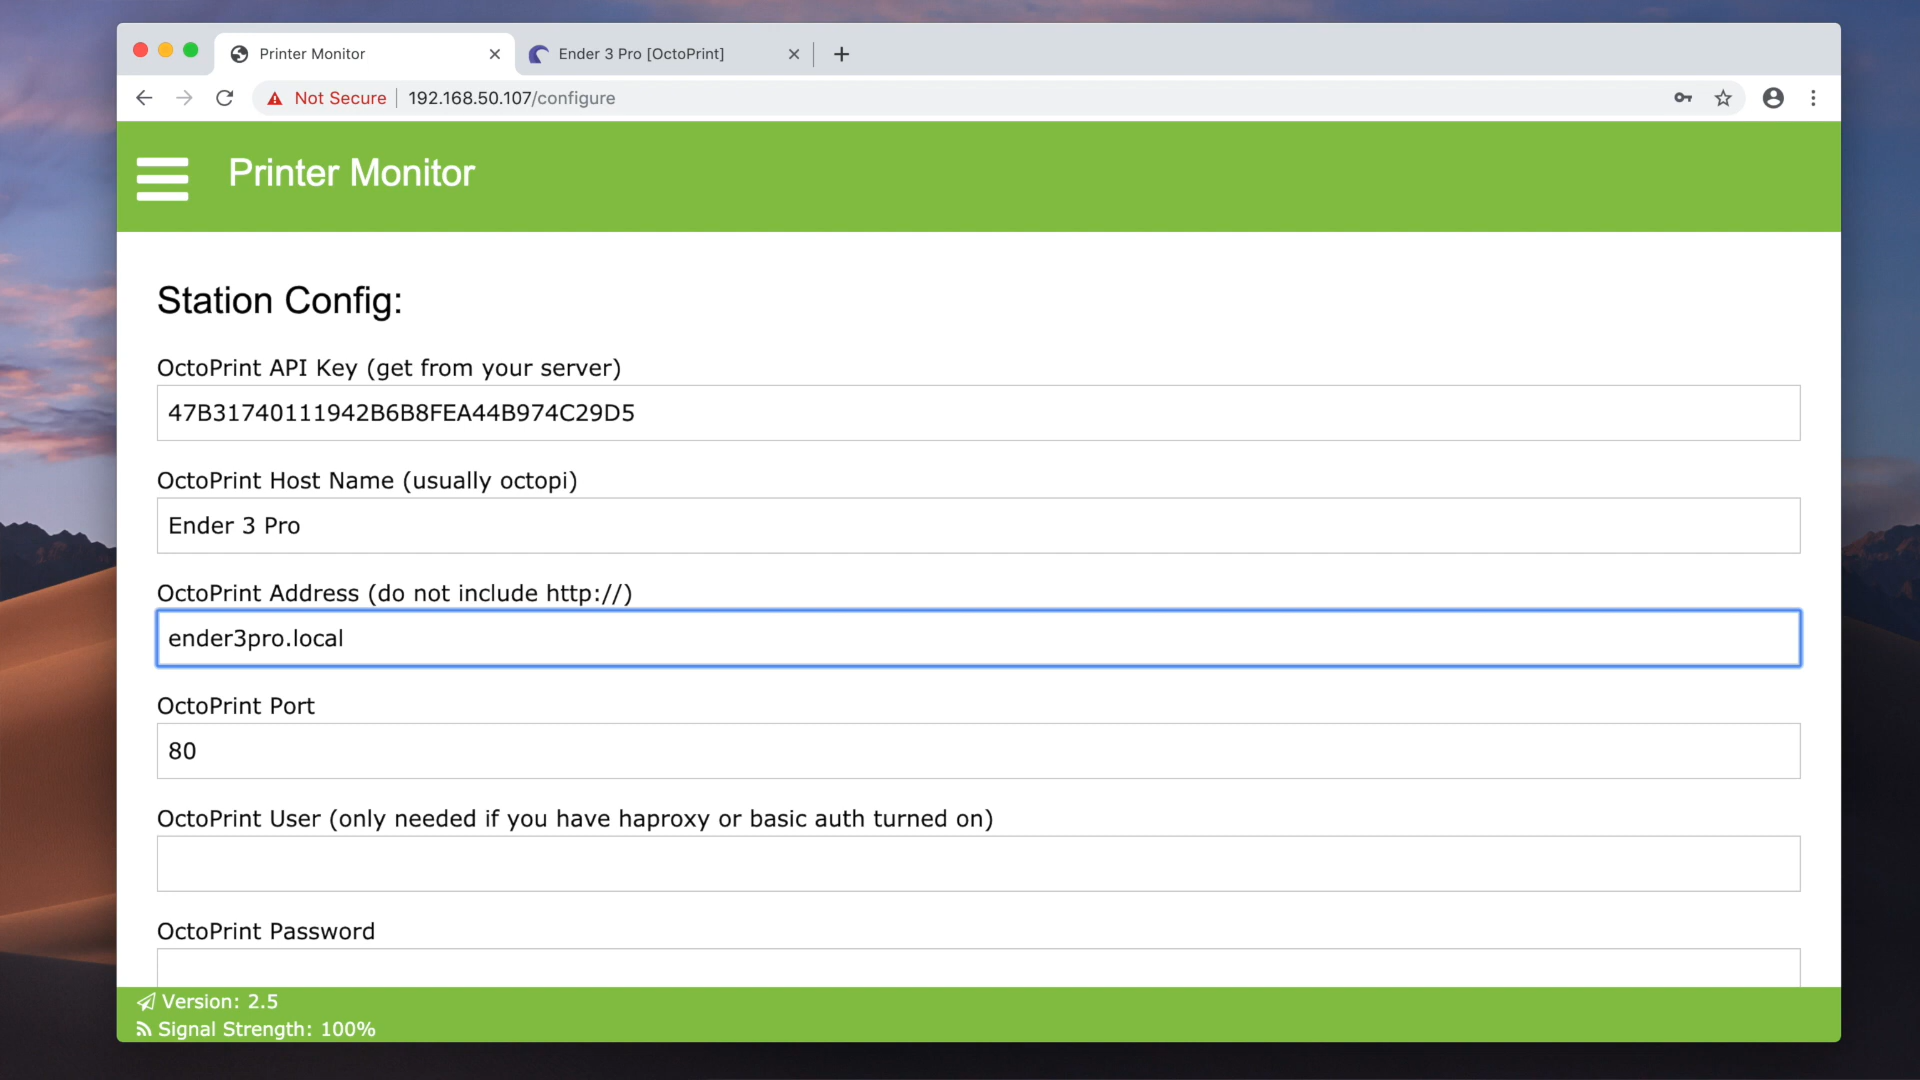 Printer Monitor
Ender 3 Pro [OctoPrint]
Not Secure
192.168.50.107/configure
Printer Monitor
Station Config:
OctoPrint API Key (get from your server)
47B31740111942B6B8FEA44B974C29D5
OctoPrint Host Name (usually octopi)
Ender 3 Pro
OctoPrint Address (do not include http://)
ender3pro.local
OctoPrint Port
80
OctoPrint User (only needed if you have haproxy or basic auth turned on)
OctoPrint Password
Version: 2.5
Signal Strength: 100%